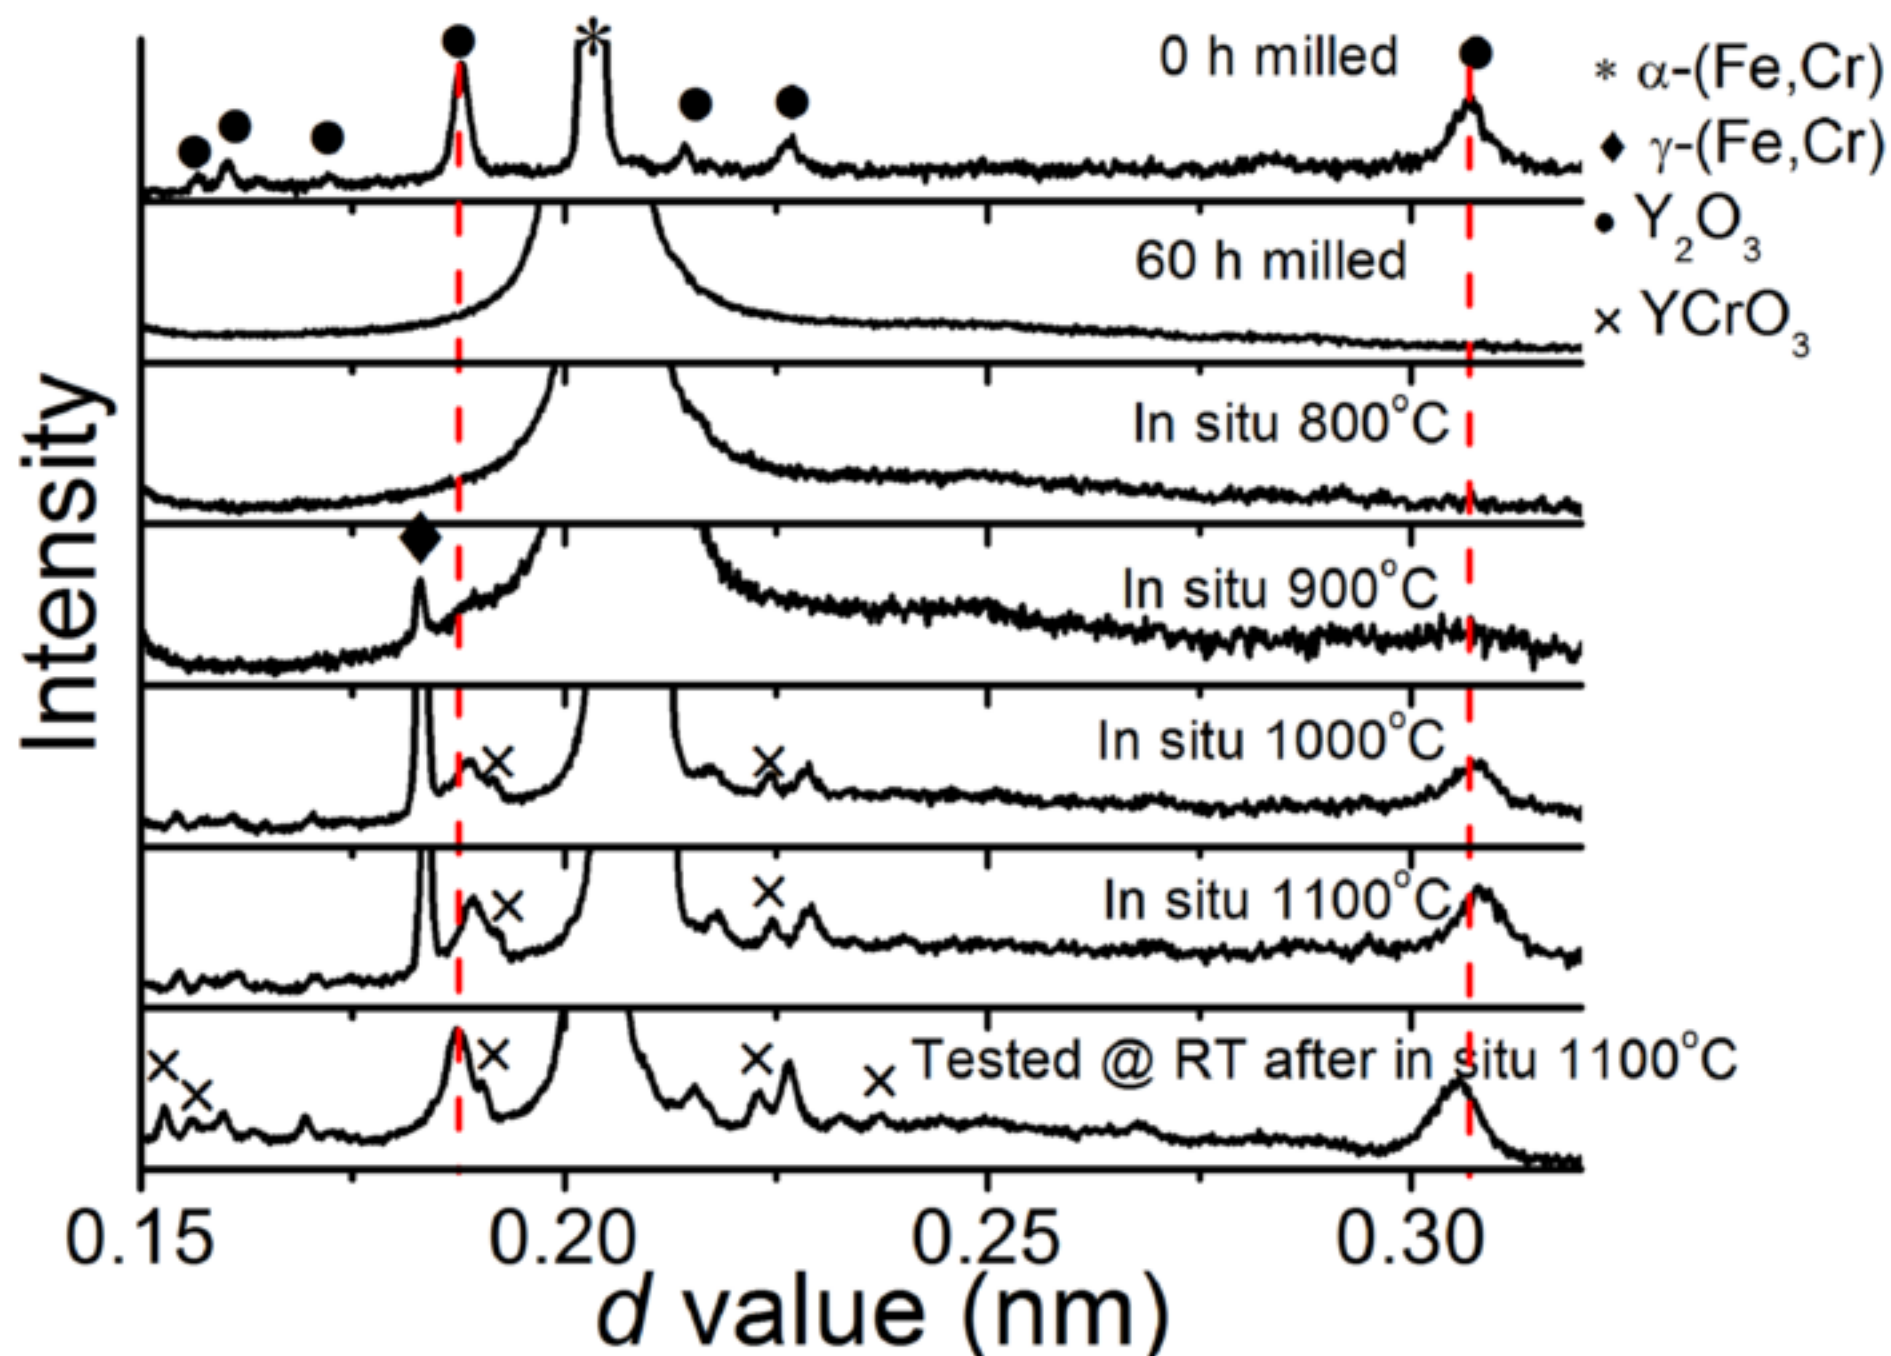 0 h milled
* α-(Fe,Cr)
♦ γ-(Fe,Cr)
● Y₂O₃
× YCrO₃
60 h milled
In situ 800°C
In situ 900°C
In situ 1000°C
In situ 1100°C
Tested @ RT after in situ 1100°C
Intensity
0.15 0.20 0.25 0.30
d value (nm)